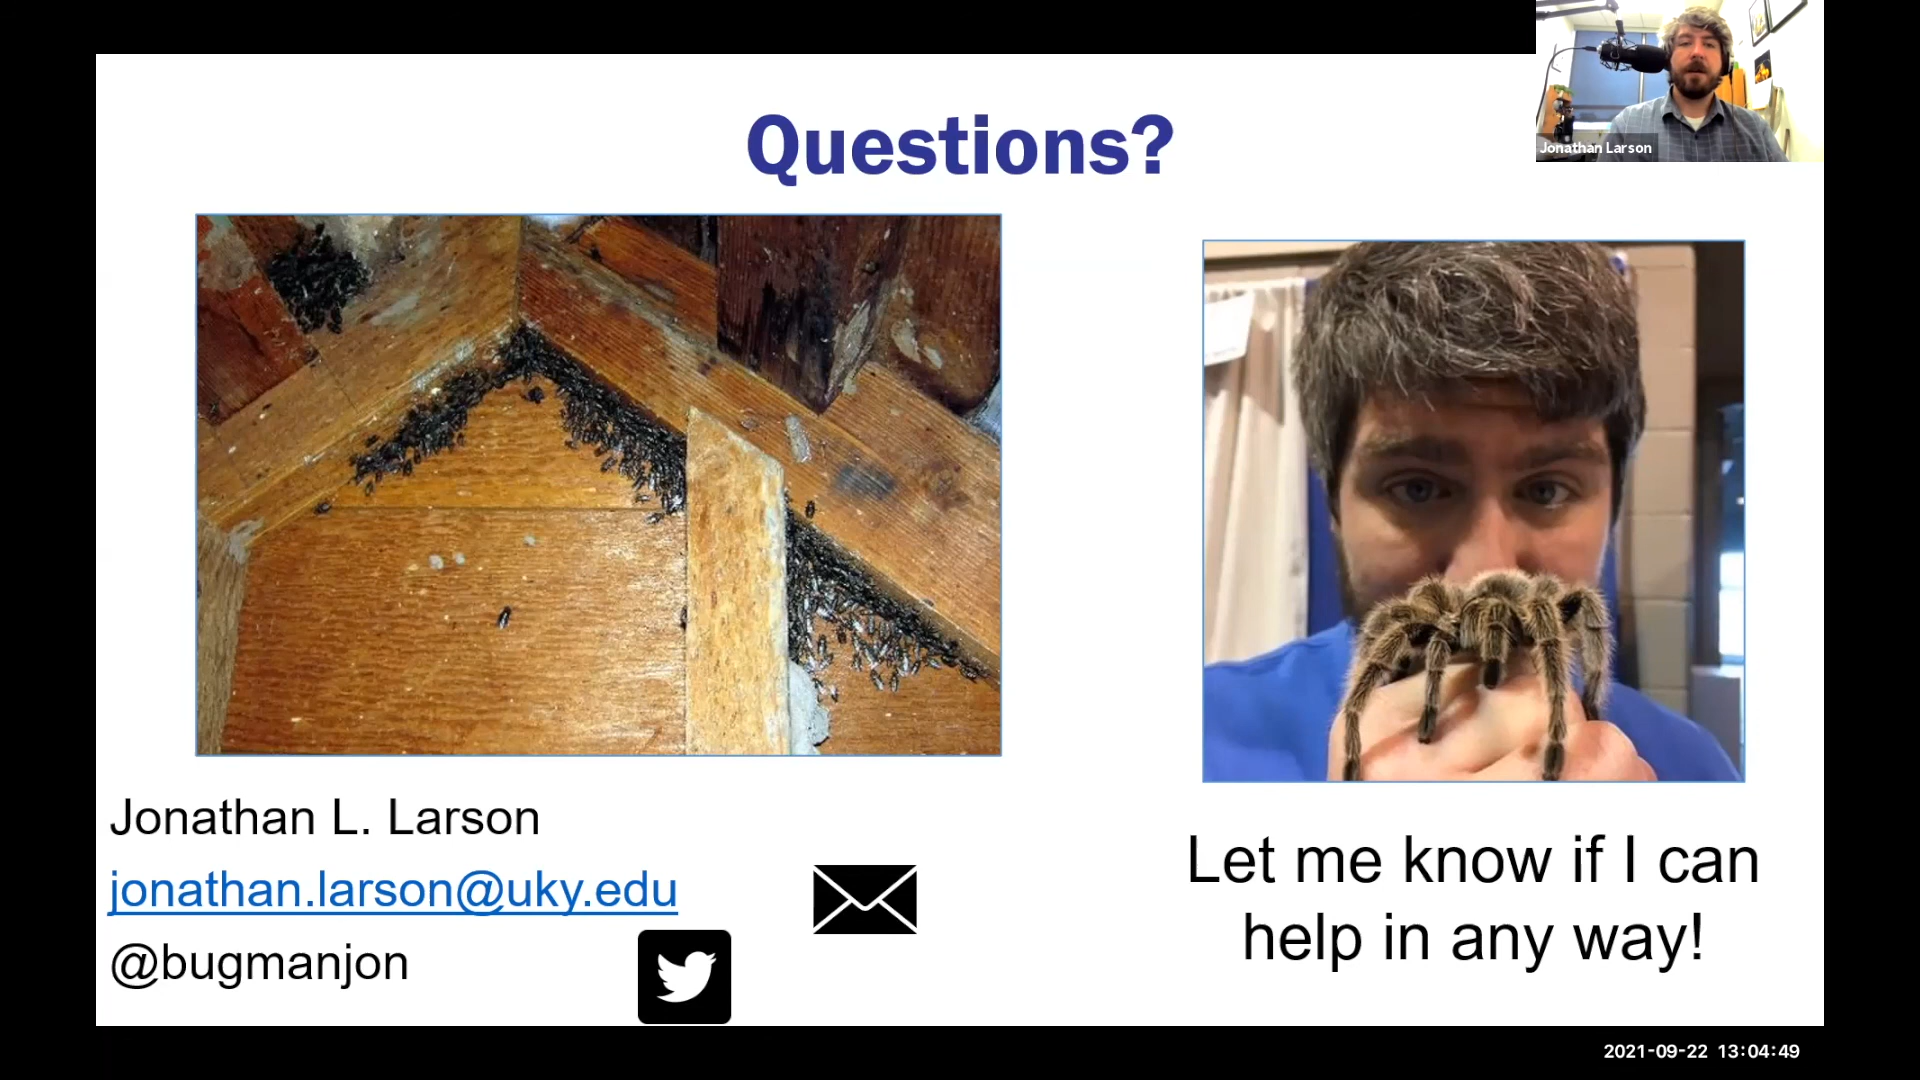 Questions?
Jonathan Larson
Jonathan L. Larson
jonathan.larson@uky.edu
@bugmanjon
Let me know if I can
help in any way!
2021-09-22 13:04:49